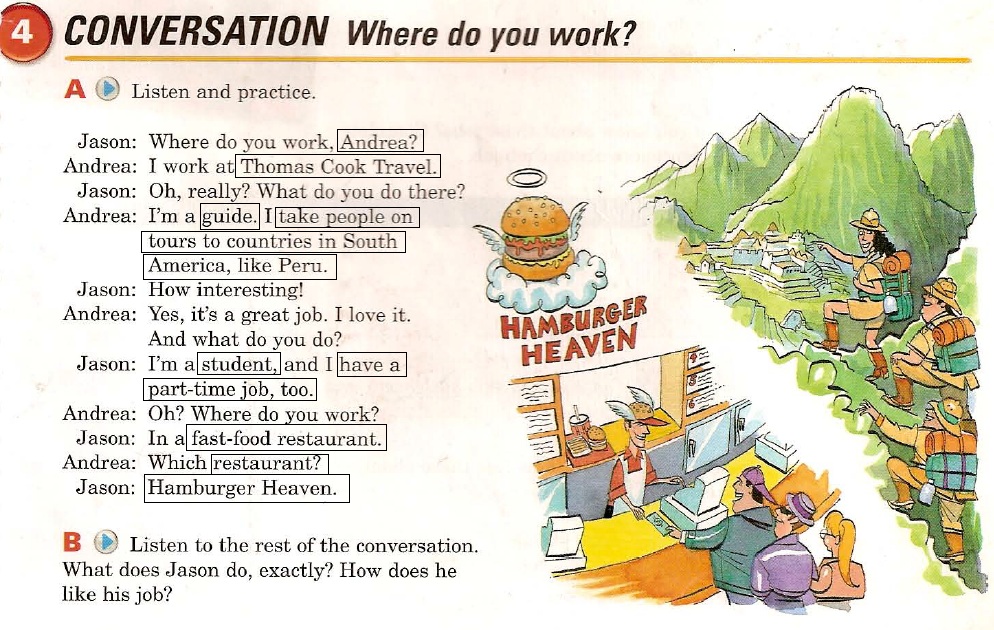 4 CONVERSATION Where do you work?
A Listen and practice.
Jason: Where do you work, Andrea?
Andrea: I work at Thomas Cook Travel.
Jason: Oh, really? What do you do there?
Andrea: I'm a guide. I take people on
tours to countries in South
America, like Peru.
Jason: How interesting!
Andrea: Yes, it's a great job. I love it.
And what do you do?
Jason: I'm a student, and I have a
part-time job, too.
Andrea: Oh? Where do you work?
Jason: In a fast-food restaurant.
Andrea: Which restaurant?
Jason: Hamburger Heaven.
HAMBURGER
HEAVEN
B Listen to the rest of the conversation.
What does Jason do, exactly? How does he
like his job?